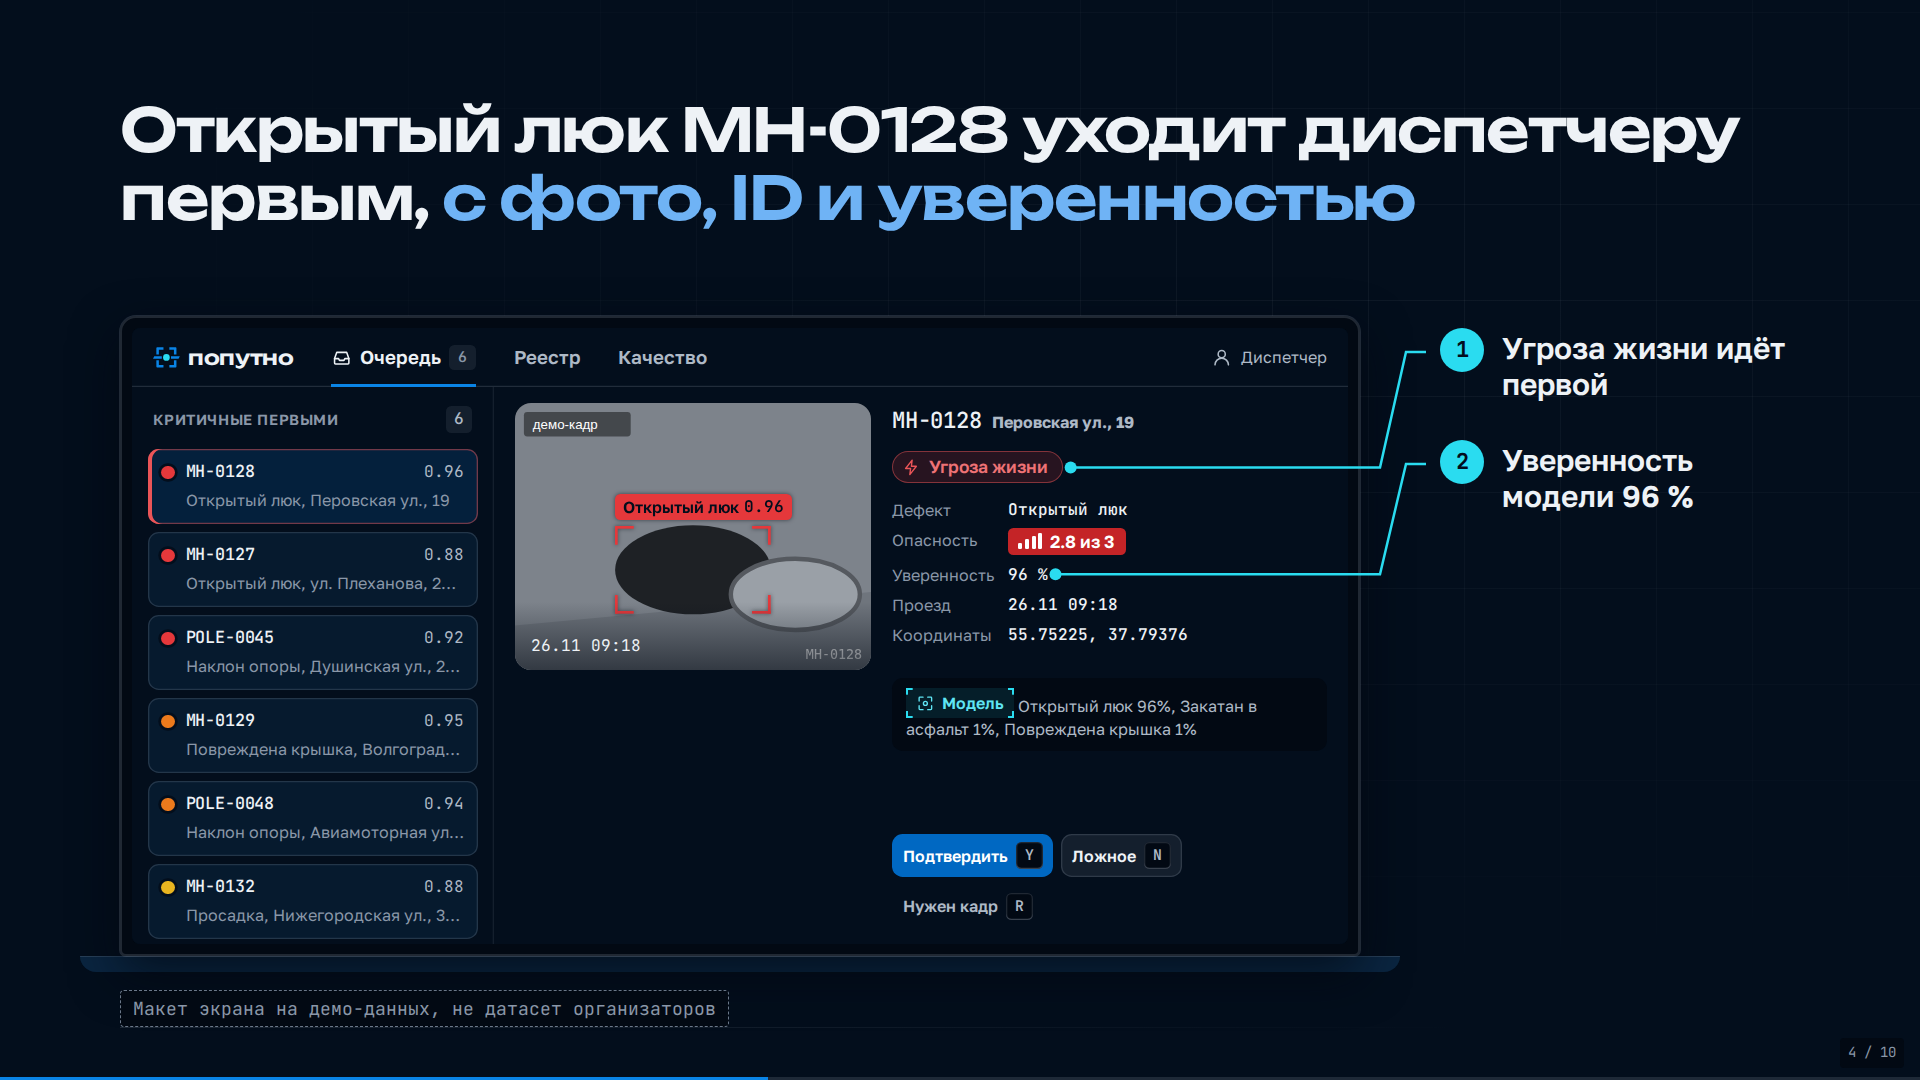 Открытый люк MH-0128 уходит диспетчеру
первым, с фото, ID и уверенностью
ПОПУТНО
Очередь 6
Реестр
Качество
Диспетчер
КРИТИЧНЫЕ ПЕРВЫМИ 6
MH-0128 0.96
Открытый люк, Перовская ул., 19
MH-0127 0.88
Открытый люк, ул. Плеханова, 2...
POLE-0045 0.92
Наклон опоры, Душинская ул., 2...
MH-0129 0.95
Повреждена крышка, Волгоград...
POLE-0048 0.94
Наклон опоры, Авиамоторная ул...
MH-0132 0.88
Просадка, Нижегородская ул., 3...
демо-кадр
Открытый люк 0.96
26.11 09:18
MH-0128
MH-0128 Перовская ул., 19
Угроза жизни
Дефект Открытый люк
Опасность 2.8 из 3
Уверенность 96 %
Проезд 26.11 09:18
Координаты 55.75225, 37.79376
Модель Открытый люк 96%, Закатан в
асфальт 1%, Повреждена крышка 1%
Подтвердить Y
Ложное N
Нужен кадр R
1 Угроза жизни идёт
первой
2 Уверенность
модели 96 %
Макет экрана на демо-данных, не датасет организаторов
4 / 10